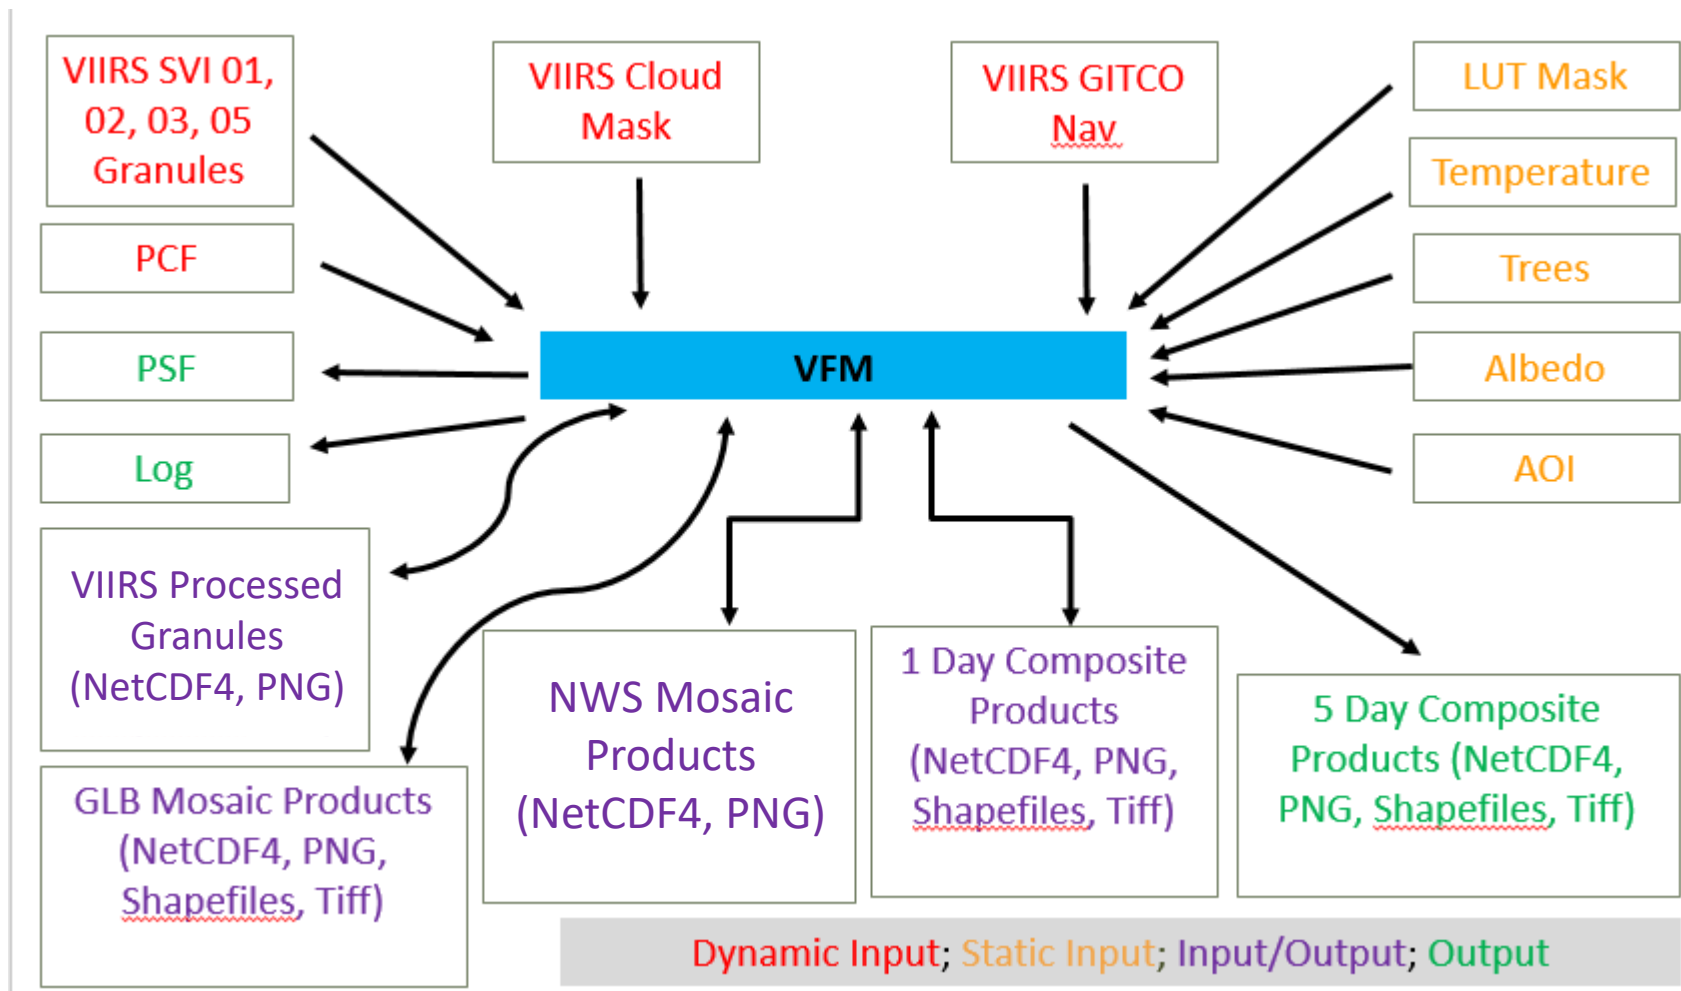 VIIRS SVI 01,
02, 03, 05
Granules
VIIRS Cloud
Mask
VIIRS GITCO
Nav
LUT Mask
Temperature
PCF
Trees
PSF
VFM
Albedo
Log
AOI
VIIRS Processed
Granules
(NetCDF4, PNG)
GLB Mosaic Products
(NetCDF4, PNG,
Shapefiles, Tiff)
NWS Mosaic
Products
(NetCDF4, PNG)
1 Day Composite
Products
(NetCDF4, PNG,
Shapefiles, Tiff)
5 Day Composite
Products (NetCDF4,
PNG, Shapefiles, Tiff)
Dynamic Input; Static Input; Input/Output; Output